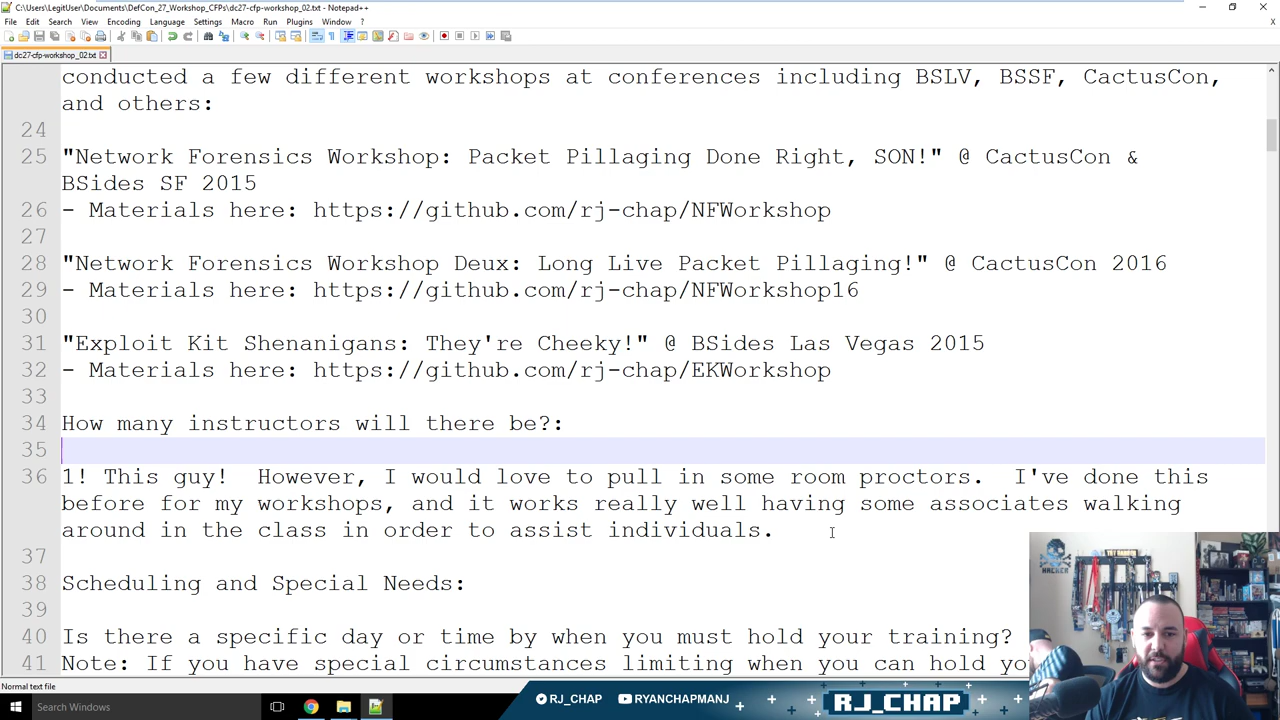 C:\Users\LegitUser\Documents\DefCon_27_Workshop_CFPs\dc27-cfp-workshop_02.txt - Notepad++
File Edit Search View Encoding Language Settings Macro Run Plugins Window ?
dc27-cfp-workshop_02.txt
conducted a few different workshops at conferences including BSLV, BSSF, CactusCon,
and others:
24
25 "Network Forensics Workshop: Packet Pillaging Done Right, SON!" @ CactusCon &
BSides SF 2015
26 - Materials here: https://github.com/rj-chap/NFWorkshop
27
28 "Network Forensics Workshop Deux: Long Live Packet Pillaging!" @ CactusCon 2016
29 - Materials here: https://github.com/rj-chap/NFWorkshop16
30
31 "Exploit Kit Shenanigans: They're Cheeky!" @ BSides Las Vegas 2015
32 - Materials here: https://github.com/rj-chap/EKWorkshop
33
34 How many instructors will there be?:
35
36 1! This guy!  However, I would love to pull in some room proctors.  I've done this
before for my workshops, and it works really well having some associates walking
around in the class in order to assist individuals.
37
38 Scheduling and Special Needs:
39
40 Is there a specific day or time by when you must hold your training?
41 Note: If you have special circumstances limiting when you can hold yo
Normal text file
Search Windows
RJ_CHAP
RYANCHAPMANJ
RJ_CHAP
HACKER